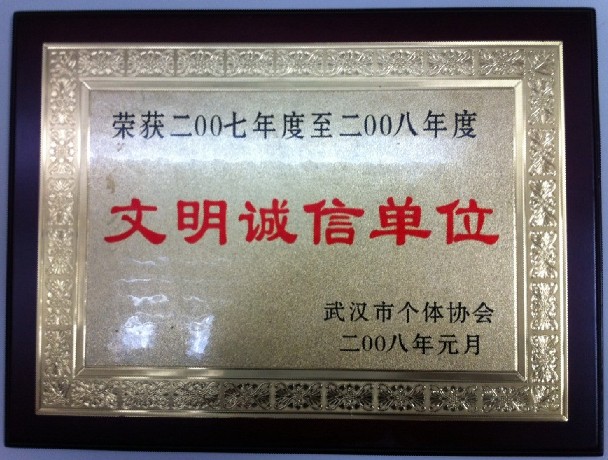 荣获二00七年度至二00八年度
文明诚信单位
武汉市个体协会
二00八年元月